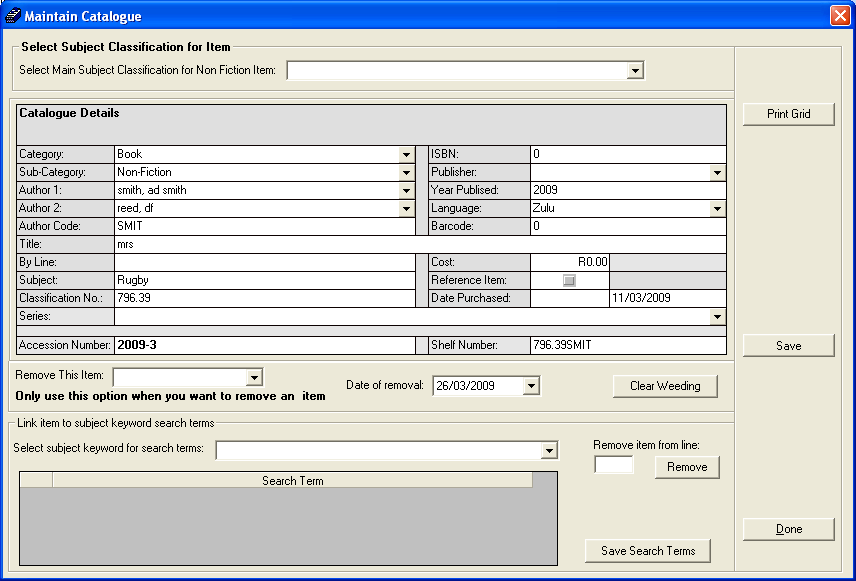 Maintain Catalogue
Select Subject Classification for Item
Select Main Subject Classification for Non Fiction Item:
Print Grid
Catalogue Details
Category: Book ISBN: 0
Sub-Category: Non-Fiction Publisher:
Author 1: smith, ad smith Year Publised: 2009
Author 2: reed, df Language: Zulu
Author Code: SMIT Barcode: 0
Title: mrs
By Line: Cost: R0.00
Subject: Rugby Reference Item:
Classification No.: 796.39 Date Purchased: 11/03/2009
Series:
Accession Number: 2009-3 Shelf Number: 796.39SMIT
Save
Remove This Item: Date of removal: 26/03/2009 Clear Weeding
Only use this option when you want to remove an item
Link item to subject keyword search terms
Select subject keyword for search terms: Remove item from line:
Remove
Search Term
Done
Save Search Terms